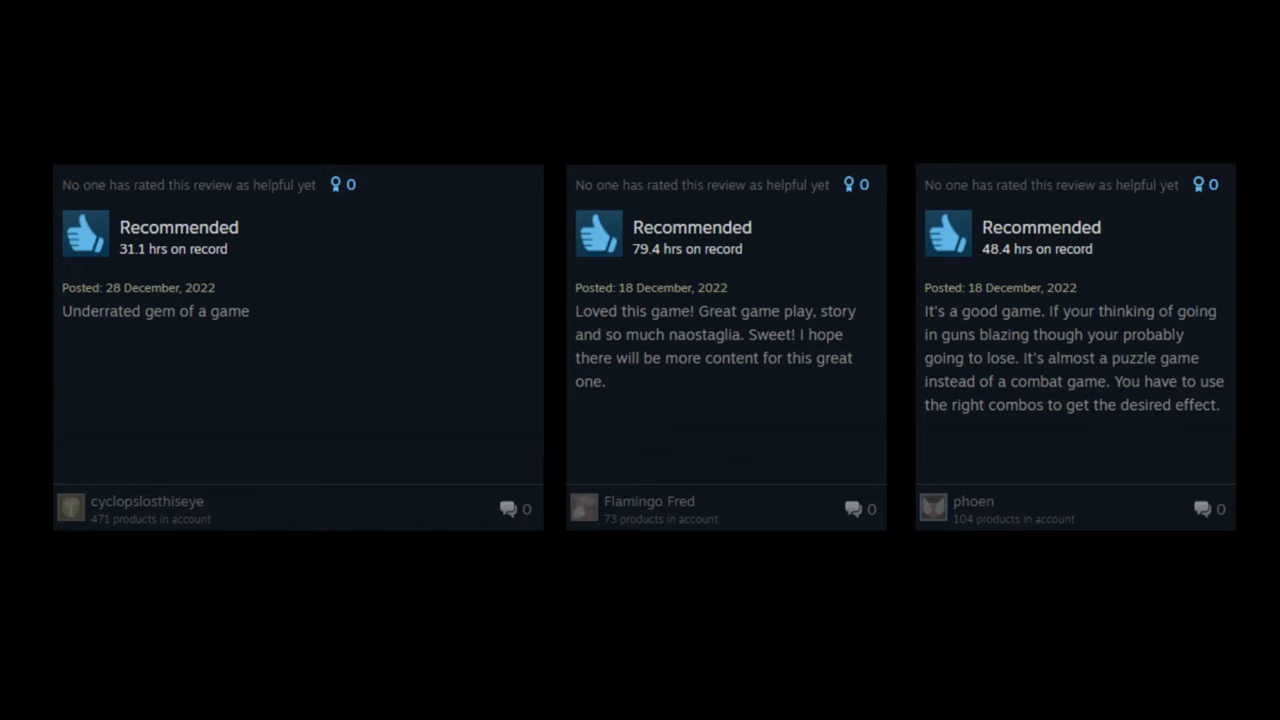 No one has rated this review as helpful yet 0
Recommended
31.1 hrs on record
Posted: 28 December, 2022
Underrated gem of a game
cyclopslosthiseye
471 products in account
0
No one has rated this review as helpful yet 0
Recommended
79.4 hrs on record
Posted: 18 December, 2022
Loved this game! Great game play, story
and so much naostaglia. Sweet! I hope
there will be more content for this great
one.
Flamingo Fred
73 products in account
0
No one has rated this review as helpful yet 0
Recommended
48.4 hrs on record
Posted: 18 December, 2022
It's a good game. If your thinking of going
in guns blazing though your probably
going to lose. It's almost a puzzle game
instead of a combat game. You have to use
the right combos to get the desired effect.
phoen
104 products in account
0